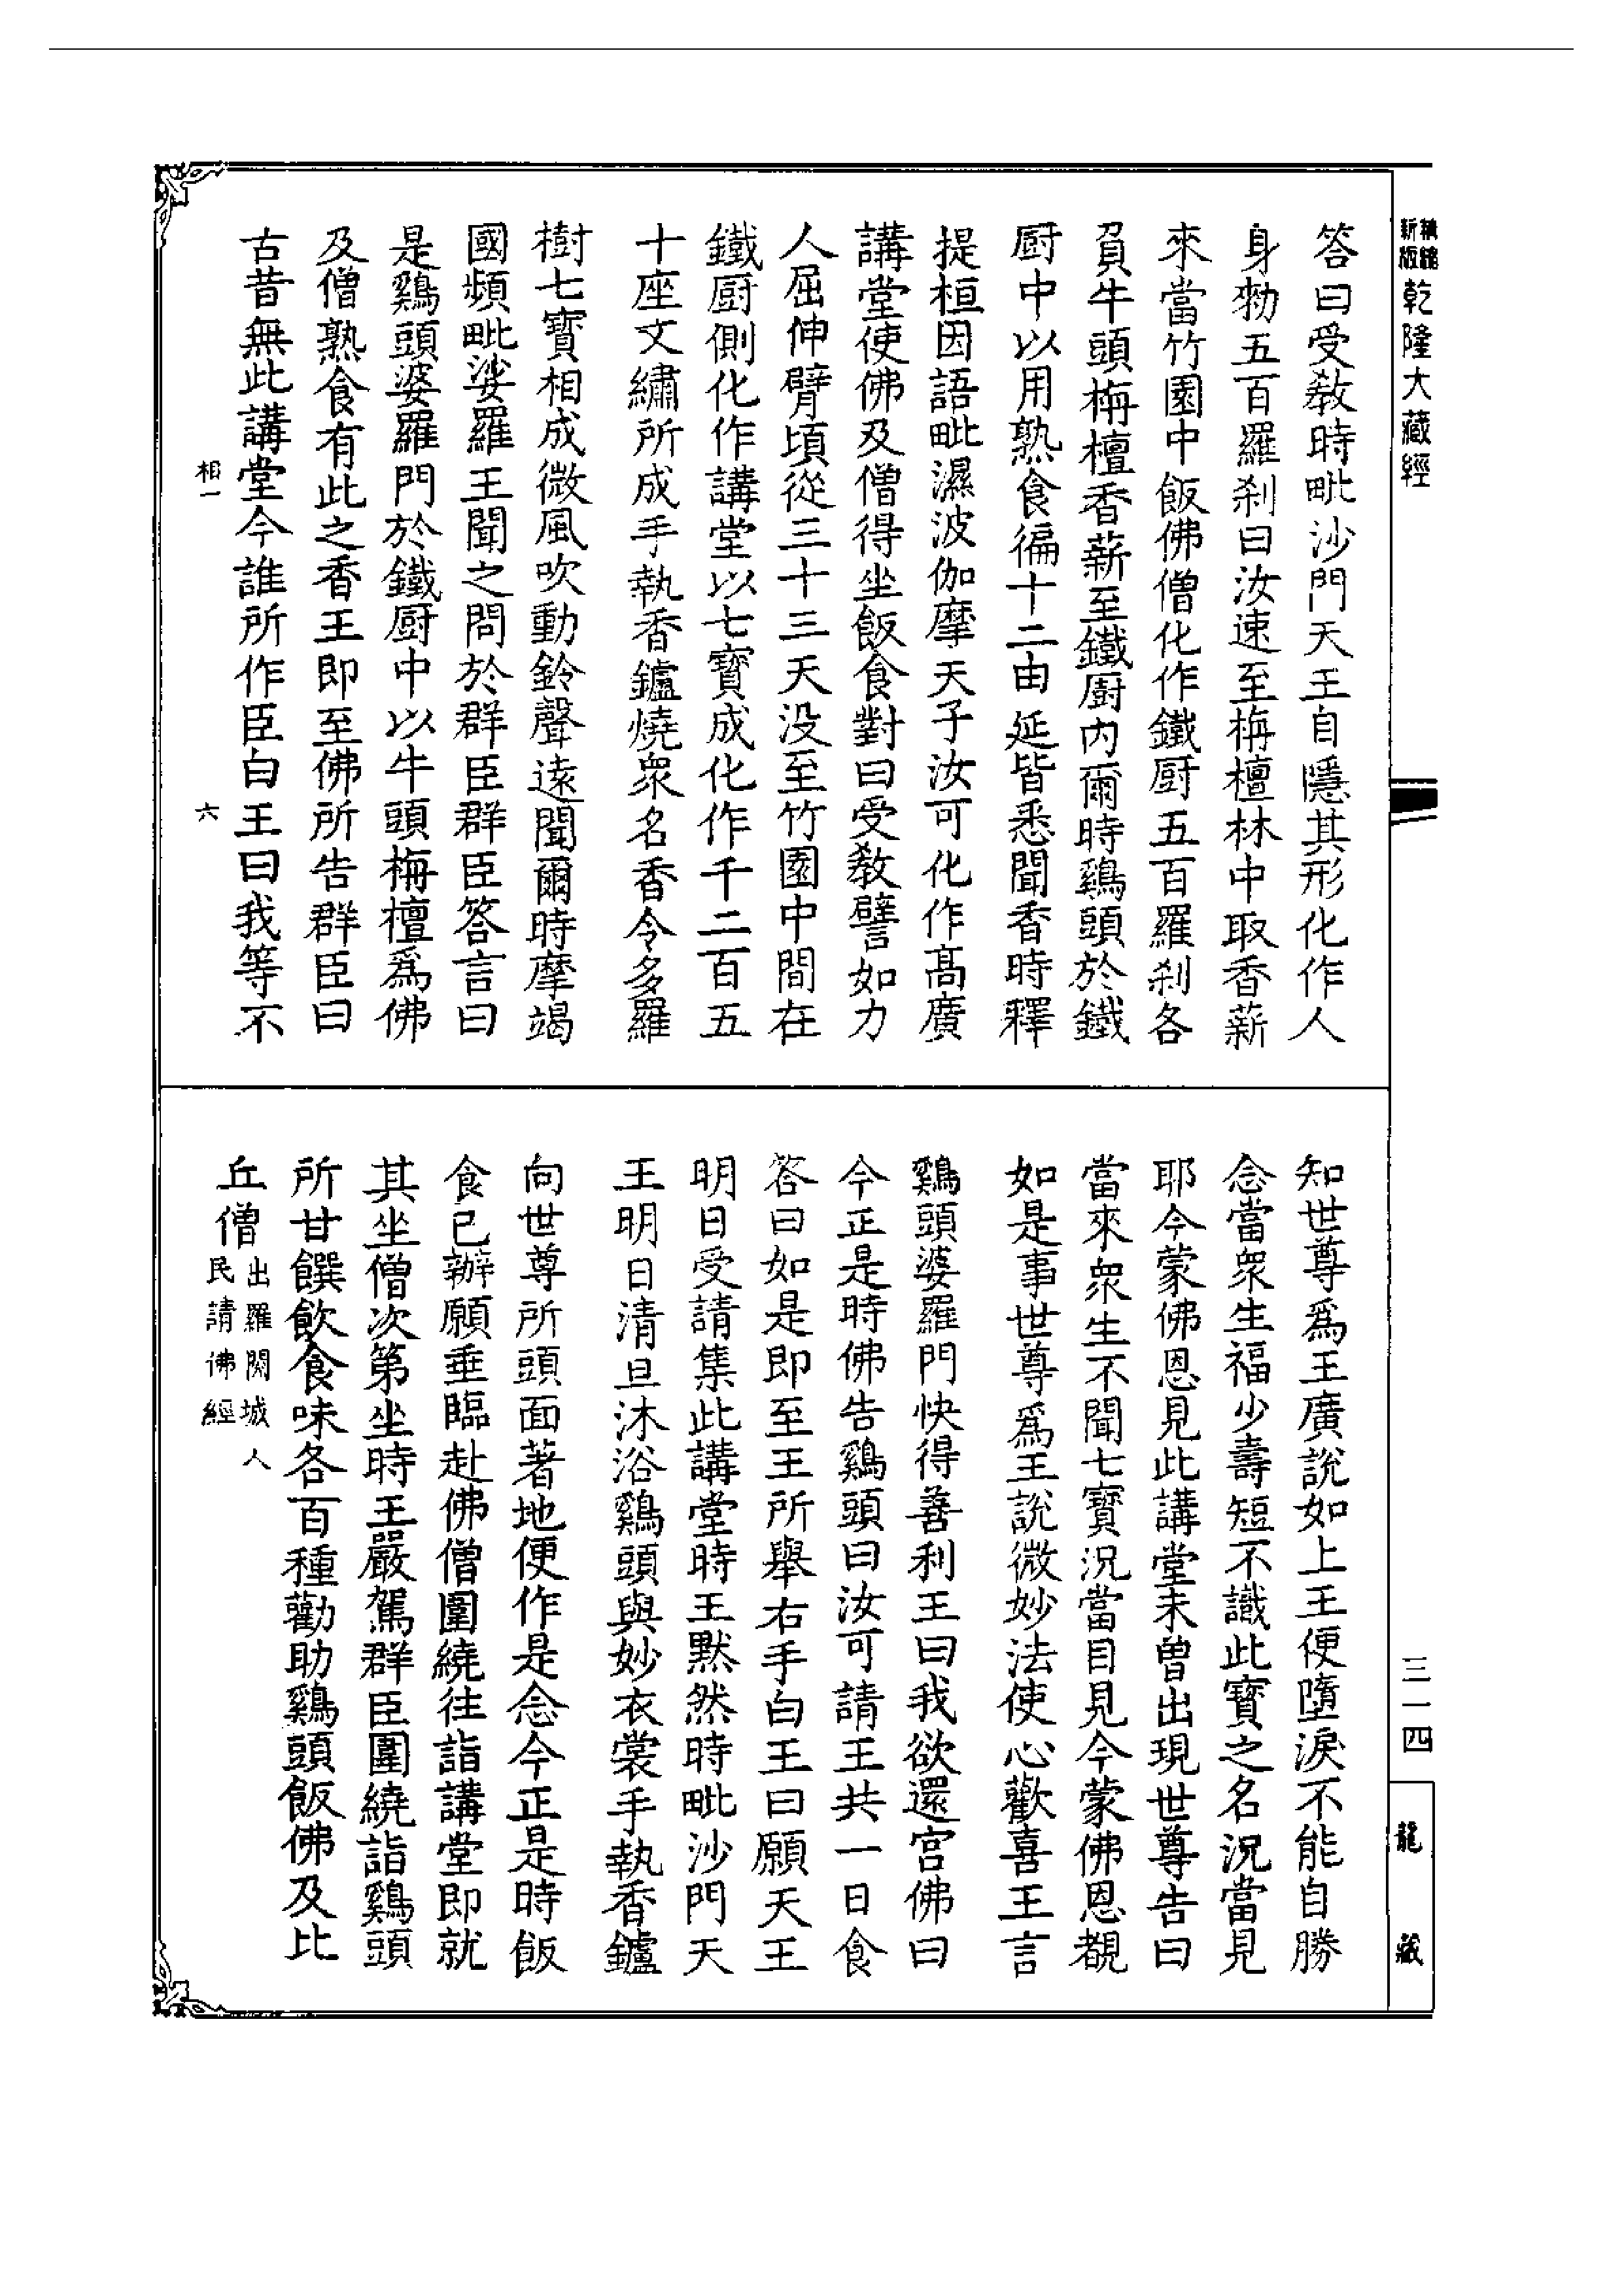 新版
乾隆大藏經
三一四
龍藏
答曰受敎時毗沙門天王自隱其形化作人
身勑五百羅刹曰汝速至栴檀林中取香薪
來當竹園中飯佛僧化作鐵厨五百羅刹各
負牛頭栴檀香薪至鐵厨內爾時鷄頭於鐵
厨中以用熟食徧十二由延皆悉聞香時釋
提桓因語毗濕波伽摩天子汝可化作高廣
講堂使佛及僧得坐飯食對曰受敎譬如力
人屈伸臂頃從三十三天沒至竹園中間在
鐵厨側化作講堂以七寶成化作千二百五
十座文繡所成手執香鑪燒衆名香令多羅
樹七寶相成微風吹動鈴聲遠聞爾時摩竭
國頻毗娑羅王聞之問於群臣群臣答言曰
是鷄頭婆羅門於鐵厨中以牛頭栴檀爲佛
及僧熟食有此之香王即至佛所告群臣曰
古昔無此講堂今誰所作臣白王曰我等不
相一 六
知世尊爲王廣說如上王便墮淚不能自勝
念當衆生福少壽短不識此寶之名況當見
耶今蒙佛恩見此講堂未曾出現世尊告曰
當來衆生不聞七寶況當目見今蒙佛恩覩
如是事世尊爲王說微妙法使心歡喜王言
鷄頭婆羅門快得善利王曰我欲還宮佛曰
今正是時佛告鷄頭曰汝可請王共一日食
答曰如是即至王所舉右手白王曰願天王
明日受請集此講堂時王默然時毗沙門天
王明日清旦沐浴鷄頭與妙衣裳手執香鑪
向世尊所頭面著地便作是念今正是時飯
食已辦願垂臨赴佛僧圍繞往詣講堂即就
其坐僧次第坐時王嚴駕群臣圍繞詣鷄頭
所甘饌飲食味各百種勸助鷄頭飯佛及比
丘僧出羅閱城人民請佛經